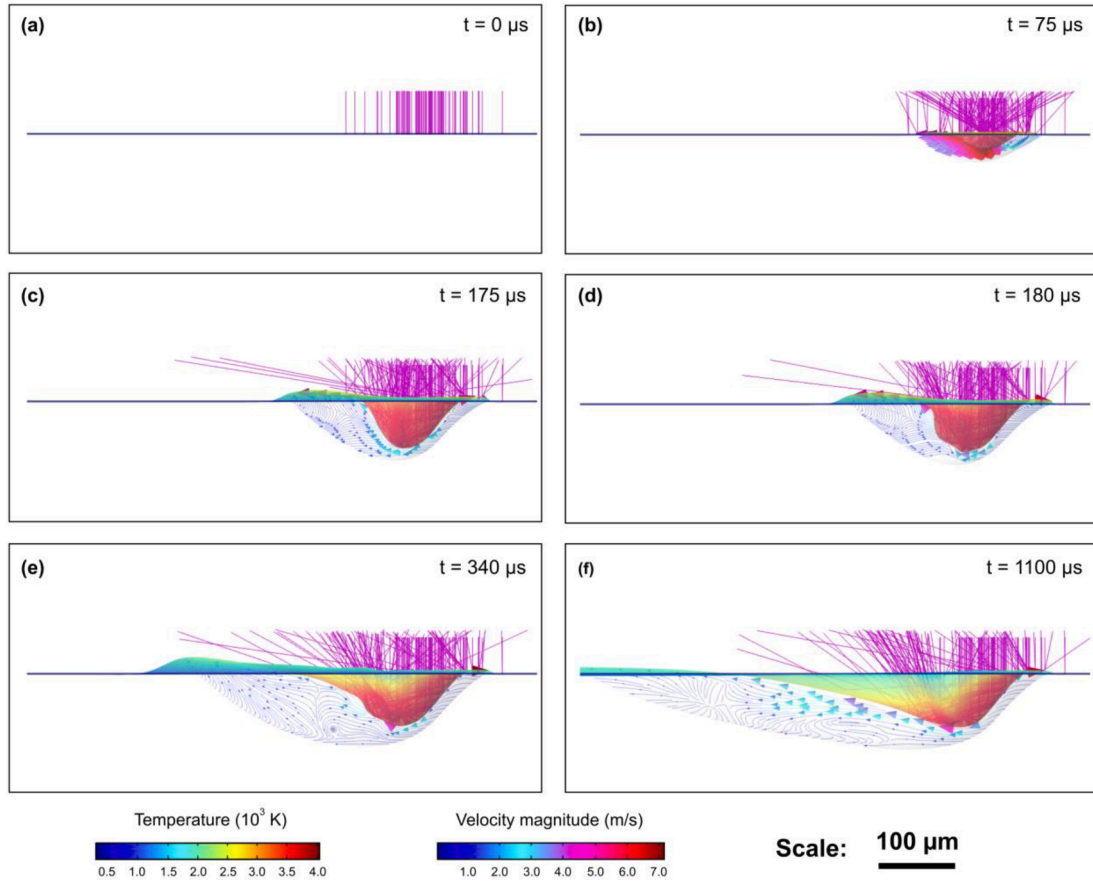 (a) t = 0 µs
(b) t = 75 µs
(c) t = 175 µs
(d) t = 180 µs
(e) t = 340 µs
(f) t = 1100 µs
Temperature (10³ K)
0.5 1.0 1.5 2.0 2.5 3.0 3.5 4.0
Velocity magnitude (m/s)
1.0 2.0 3.0 4.0 5.0 6.0 7.0
Scale: 100 µm